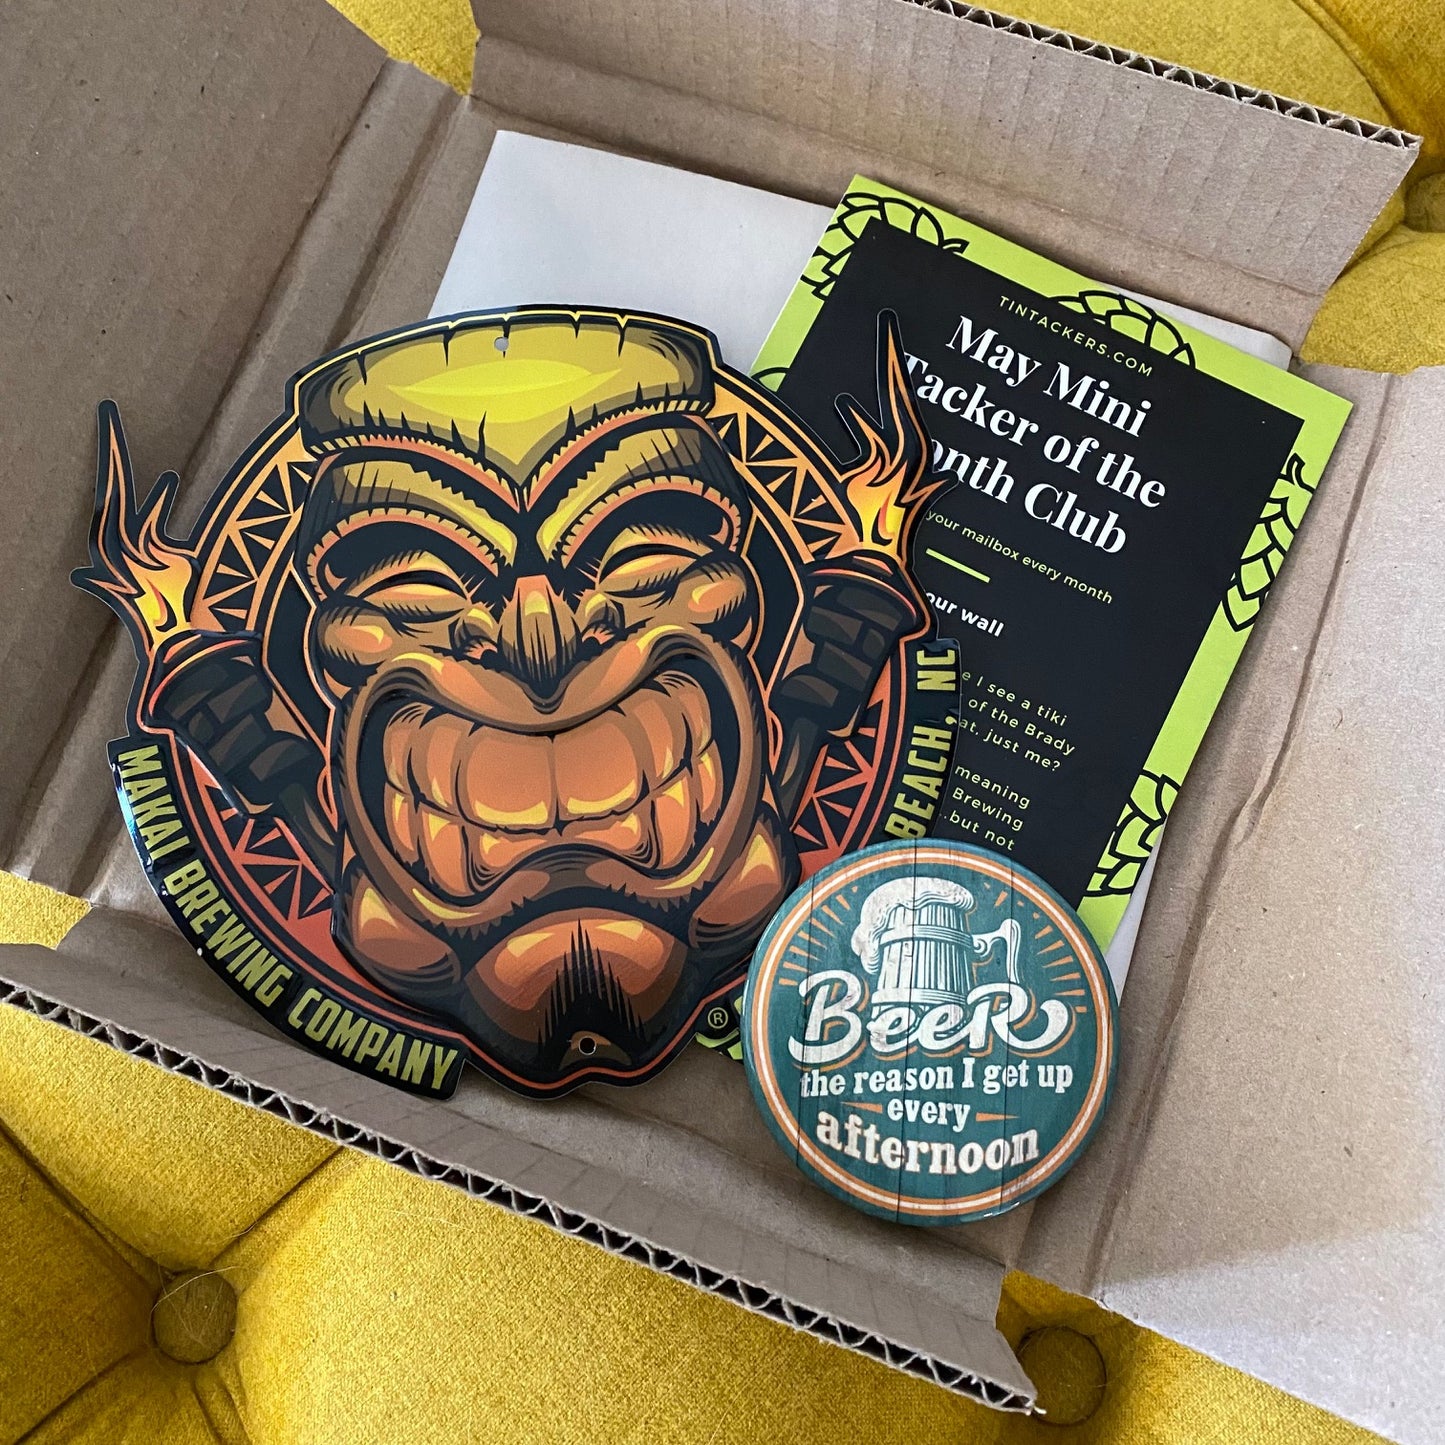 TINTACKERS.COM
May Mini
Tacker of the
Month Club
your mailbox every month
our wall
I see a tiki
of the Brady
at, just me?
meaning
Brewing
...but not
MAKAI BREWING COMPANY
BEACH, NC
®
Beer
the reason I get up
every
afternoon